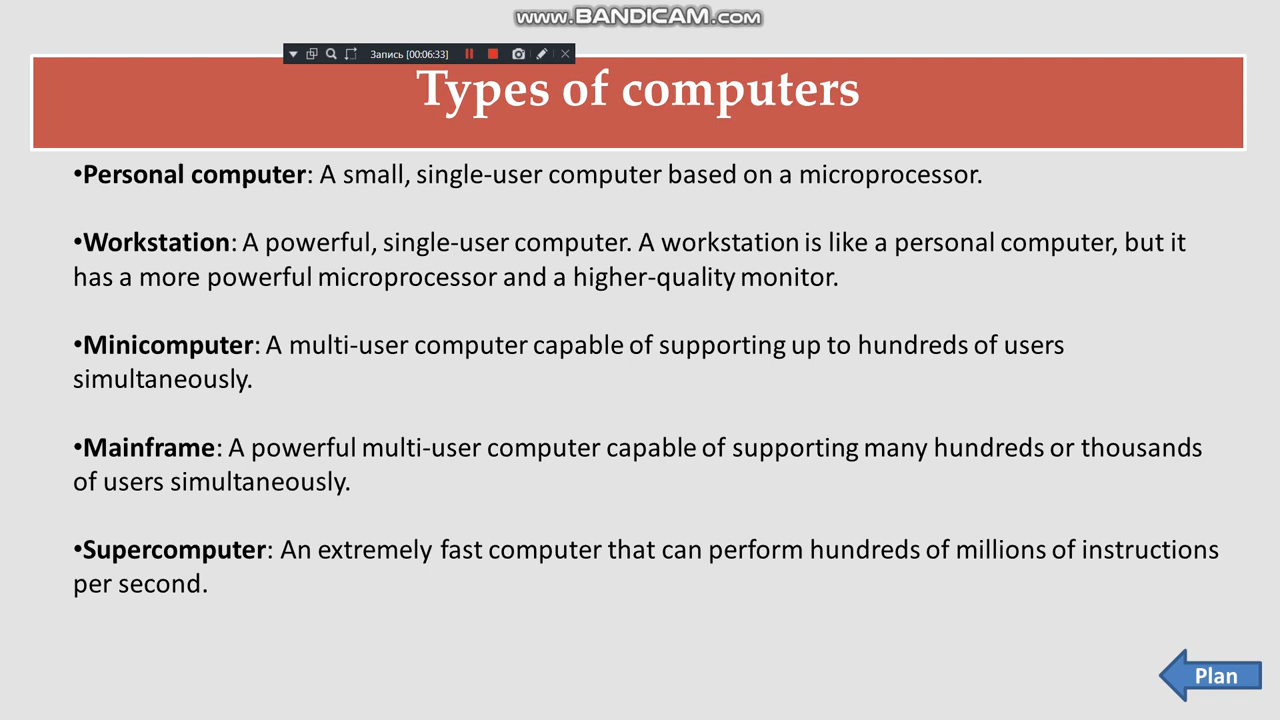 www.BANDICAM.com
Запись [00:06:33]
Types of computers
•Personal computer: A small, single-user computer based on a microprocessor.
•Workstation: A powerful, single-user computer. A workstation is like a personal computer, but it
has a more powerful microprocessor and a higher-quality monitor.
•Minicomputer: A multi-user computer capable of supporting up to hundreds of users
simultaneously.
•Mainframe: A powerful multi-user computer capable of supporting many hundreds or thousands
of users simultaneously.
•Supercomputer: An extremely fast computer that can perform hundreds of millions of instructions
per second.
Plan